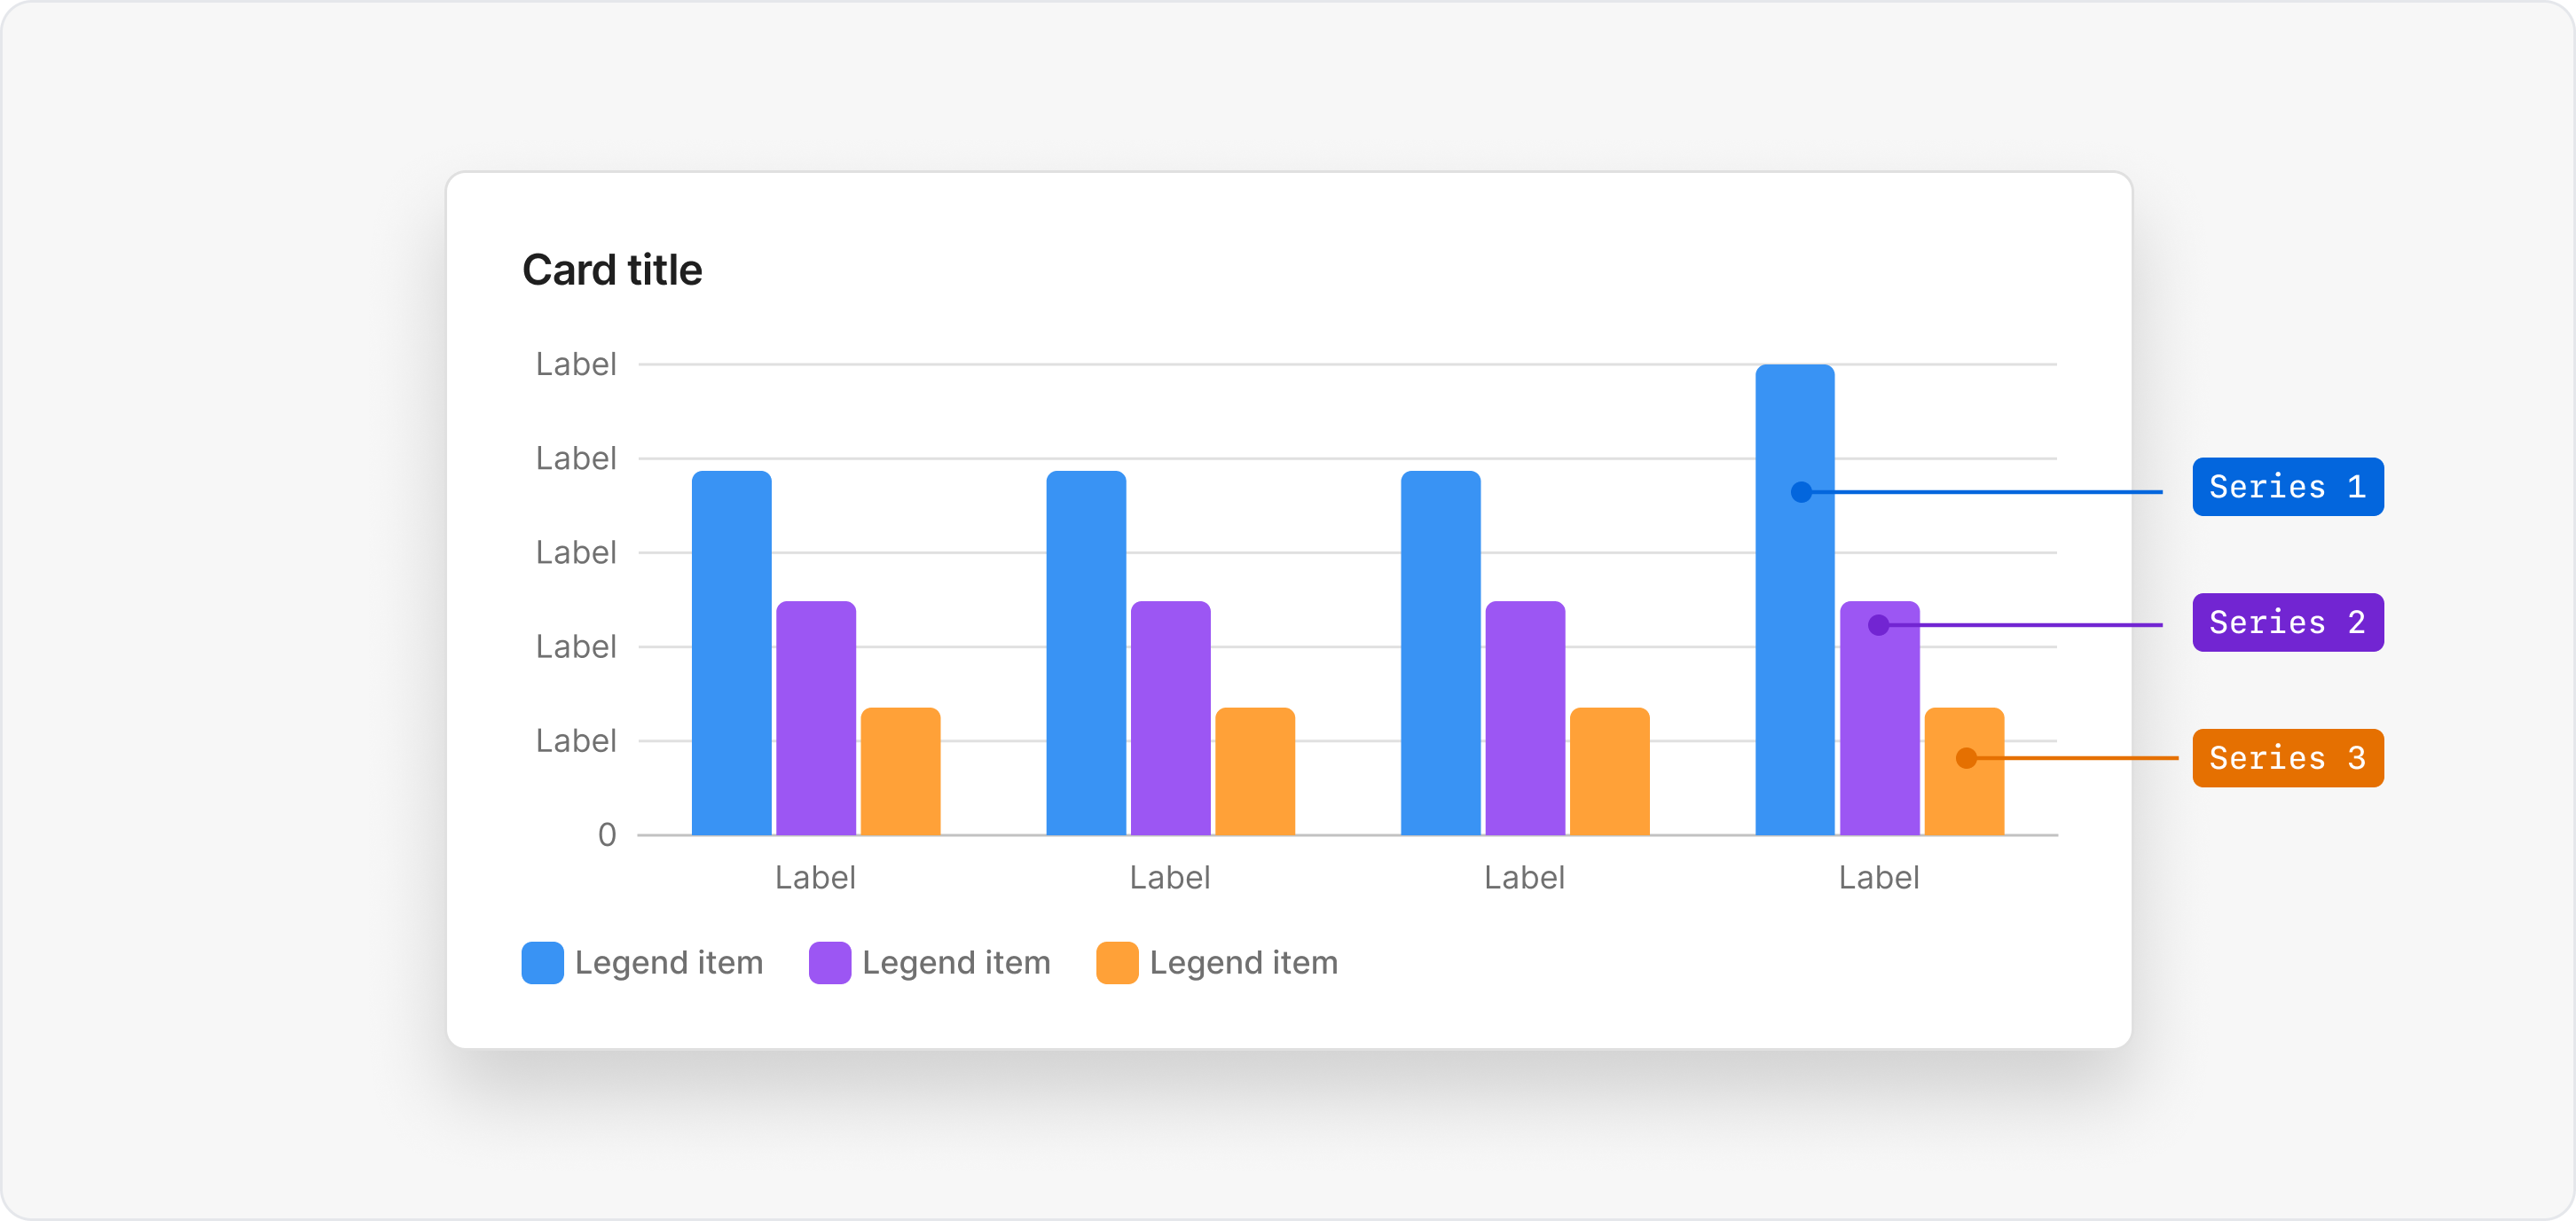 Card title
Label
Label
Label
Label
Label
0
Label Label Label Label
Legend item Legend item Legend item
Series 1
Series 2
Series 3